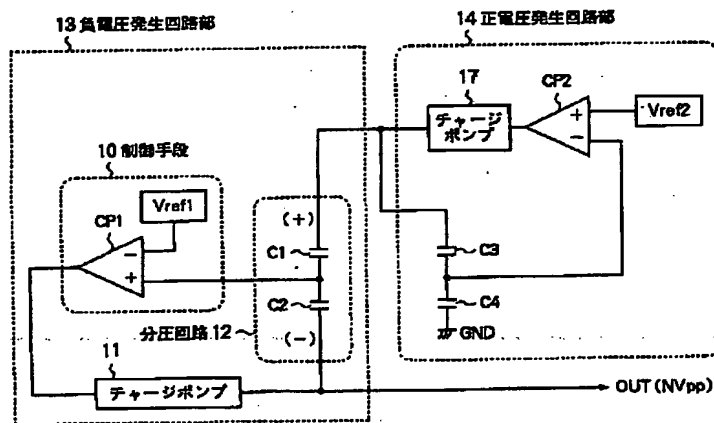 13 負電圧発生回路部
14 正電圧発生回路部
17
チャージ
ポンプ
CP2
+
−
Vref2
10 制御手段
Vref1
CP1
−
+
(+)
C1
C2
(−)
分圧回路 12
C3
C4
GND
11
チャージポンプ
OUT (NVpp)